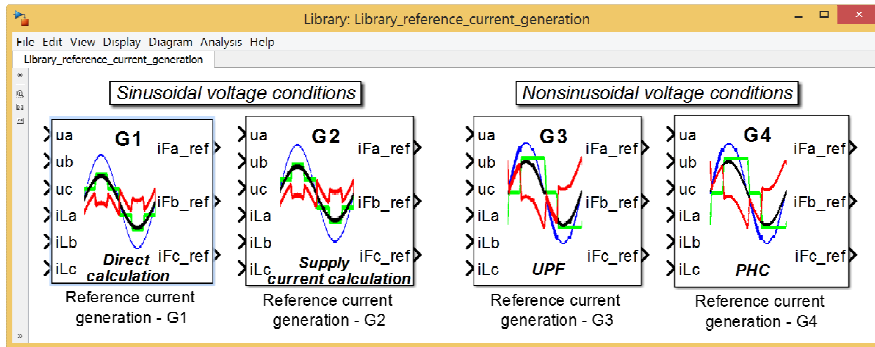 Library: Library_reference_current_generation
File Edit View Display Diagram Analysis Help
Library_reference_current_generation
Sinusoidal voltage conditions
Nonsinusoidal voltage conditions
G1
ua
ub
uc
iLa
iLb
iLc
iFa_ref
iFb_ref
iFc_ref
Direct
calculation
Reference current
generation - G1
G2
ua
ub
uc
iLa
iLb
iLc
iFa_ref
iFb_ref
iFc_ref
Supply
current calculation
Reference current
generation - G2
G3
ua
ub
uc
iLa
iLb
iLc
iFa_ref
iFb_ref
iFc_ref
UPF
Reference current
generation - G3
G4
ua
ub
uc
iLa
iLb
iLc
iFa_ref
iFb_ref
iFc_ref
PHC
Reference current
generation - G4